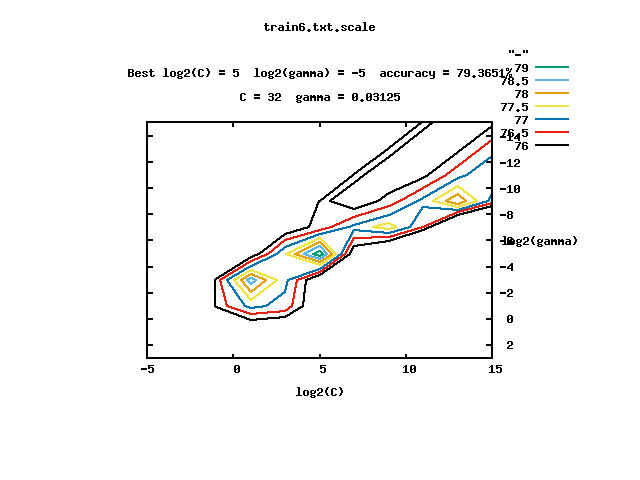 train6.txt.scale
"-"
Best log2(C) = 5  log2(gamma) = -5  accuracy = 79.3651%
79
78.5
C = 32  gamma = 0.03125
78
77.5
77
76.5
76
-14
-12
-10
-8
-6
log2(gamma)
-4
-2
0
2
-5 0 5 10 15
log2(C)